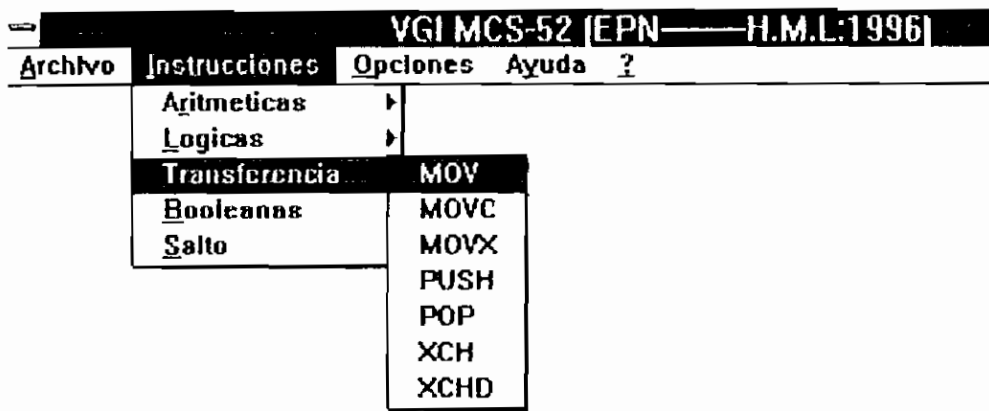 VGI MCS-52 [EPN———H.M.L:1996]
Archivo Instrucciones Opciones Ayuda ?
Aritmeticas
Logicas
Transferencia MOV
Booleanas MOVC
Salto MOVX
PUSH
POP
XCH
XCHD